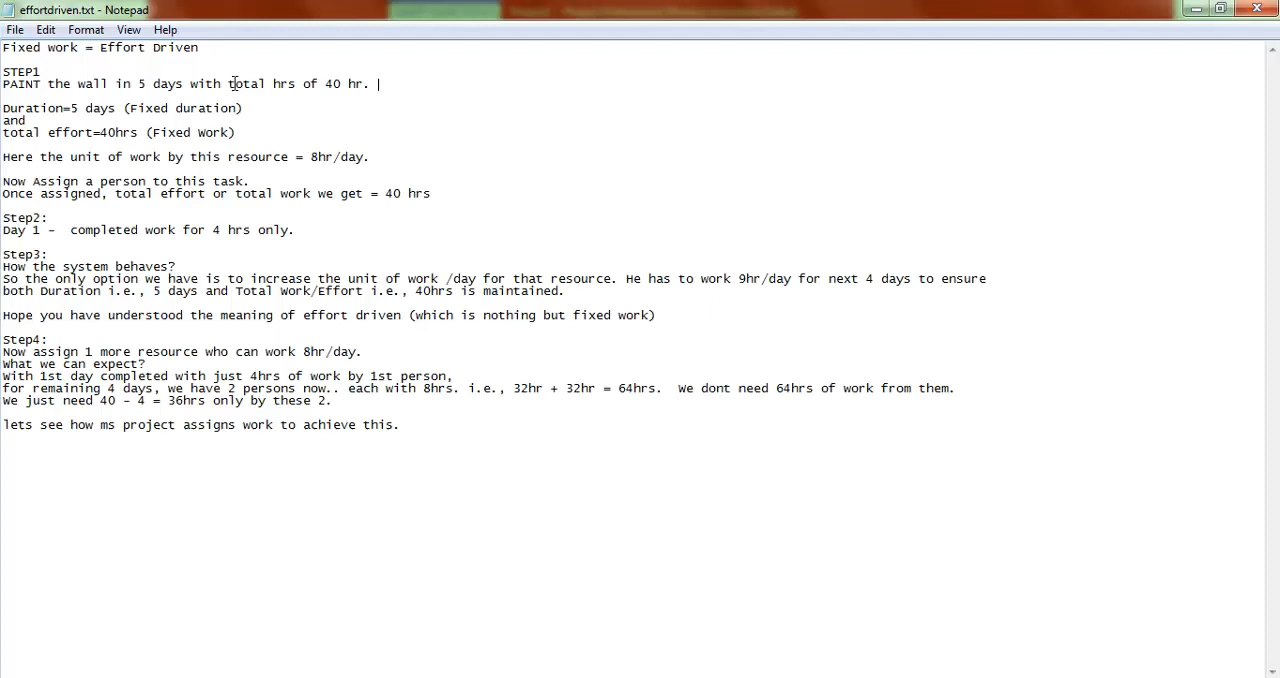 effortdriven.txt - Notepad
File Edit Format View Help
Fixed work = Effort Driven
STEP1
PAINT the wall in 5 days with total hrs of 40 hr.
Duration=5 days (Fixed duration)
and
total effort=40hrs (Fixed Work)
Here the unit of work by this resource = 8hr/day.
Now Assign a person to this task.
Once assigned, total effort or total work we get = 40 hrs
Step2:
Day 1 -  completed work for 4 hrs only.
Step3:
How the system behaves?
So the only option we have is to increase the unit of work /day for that resource. He has to work 9hr/day for next 4 days to ensure
both Duration i.e., 5 days and Total Work/Effort i.e., 40hrs is maintained.
Hope you have understood the meaning of effort driven (which is nothing but fixed work)
Step4:
Now assign 1 more resource who can work 8hr/day.
What we can expect?
With 1st day completed with just 4hrs of work by 1st person,
for remaining 4 days, we have 2 persons now.. each with 8hrs. i.e., 32hr + 32hr = 64hrs.  We dont need 64hrs of work from them.
We just need 40 - 4 = 36hrs only by these 2.
lets see how ms project assigns work to achieve this.